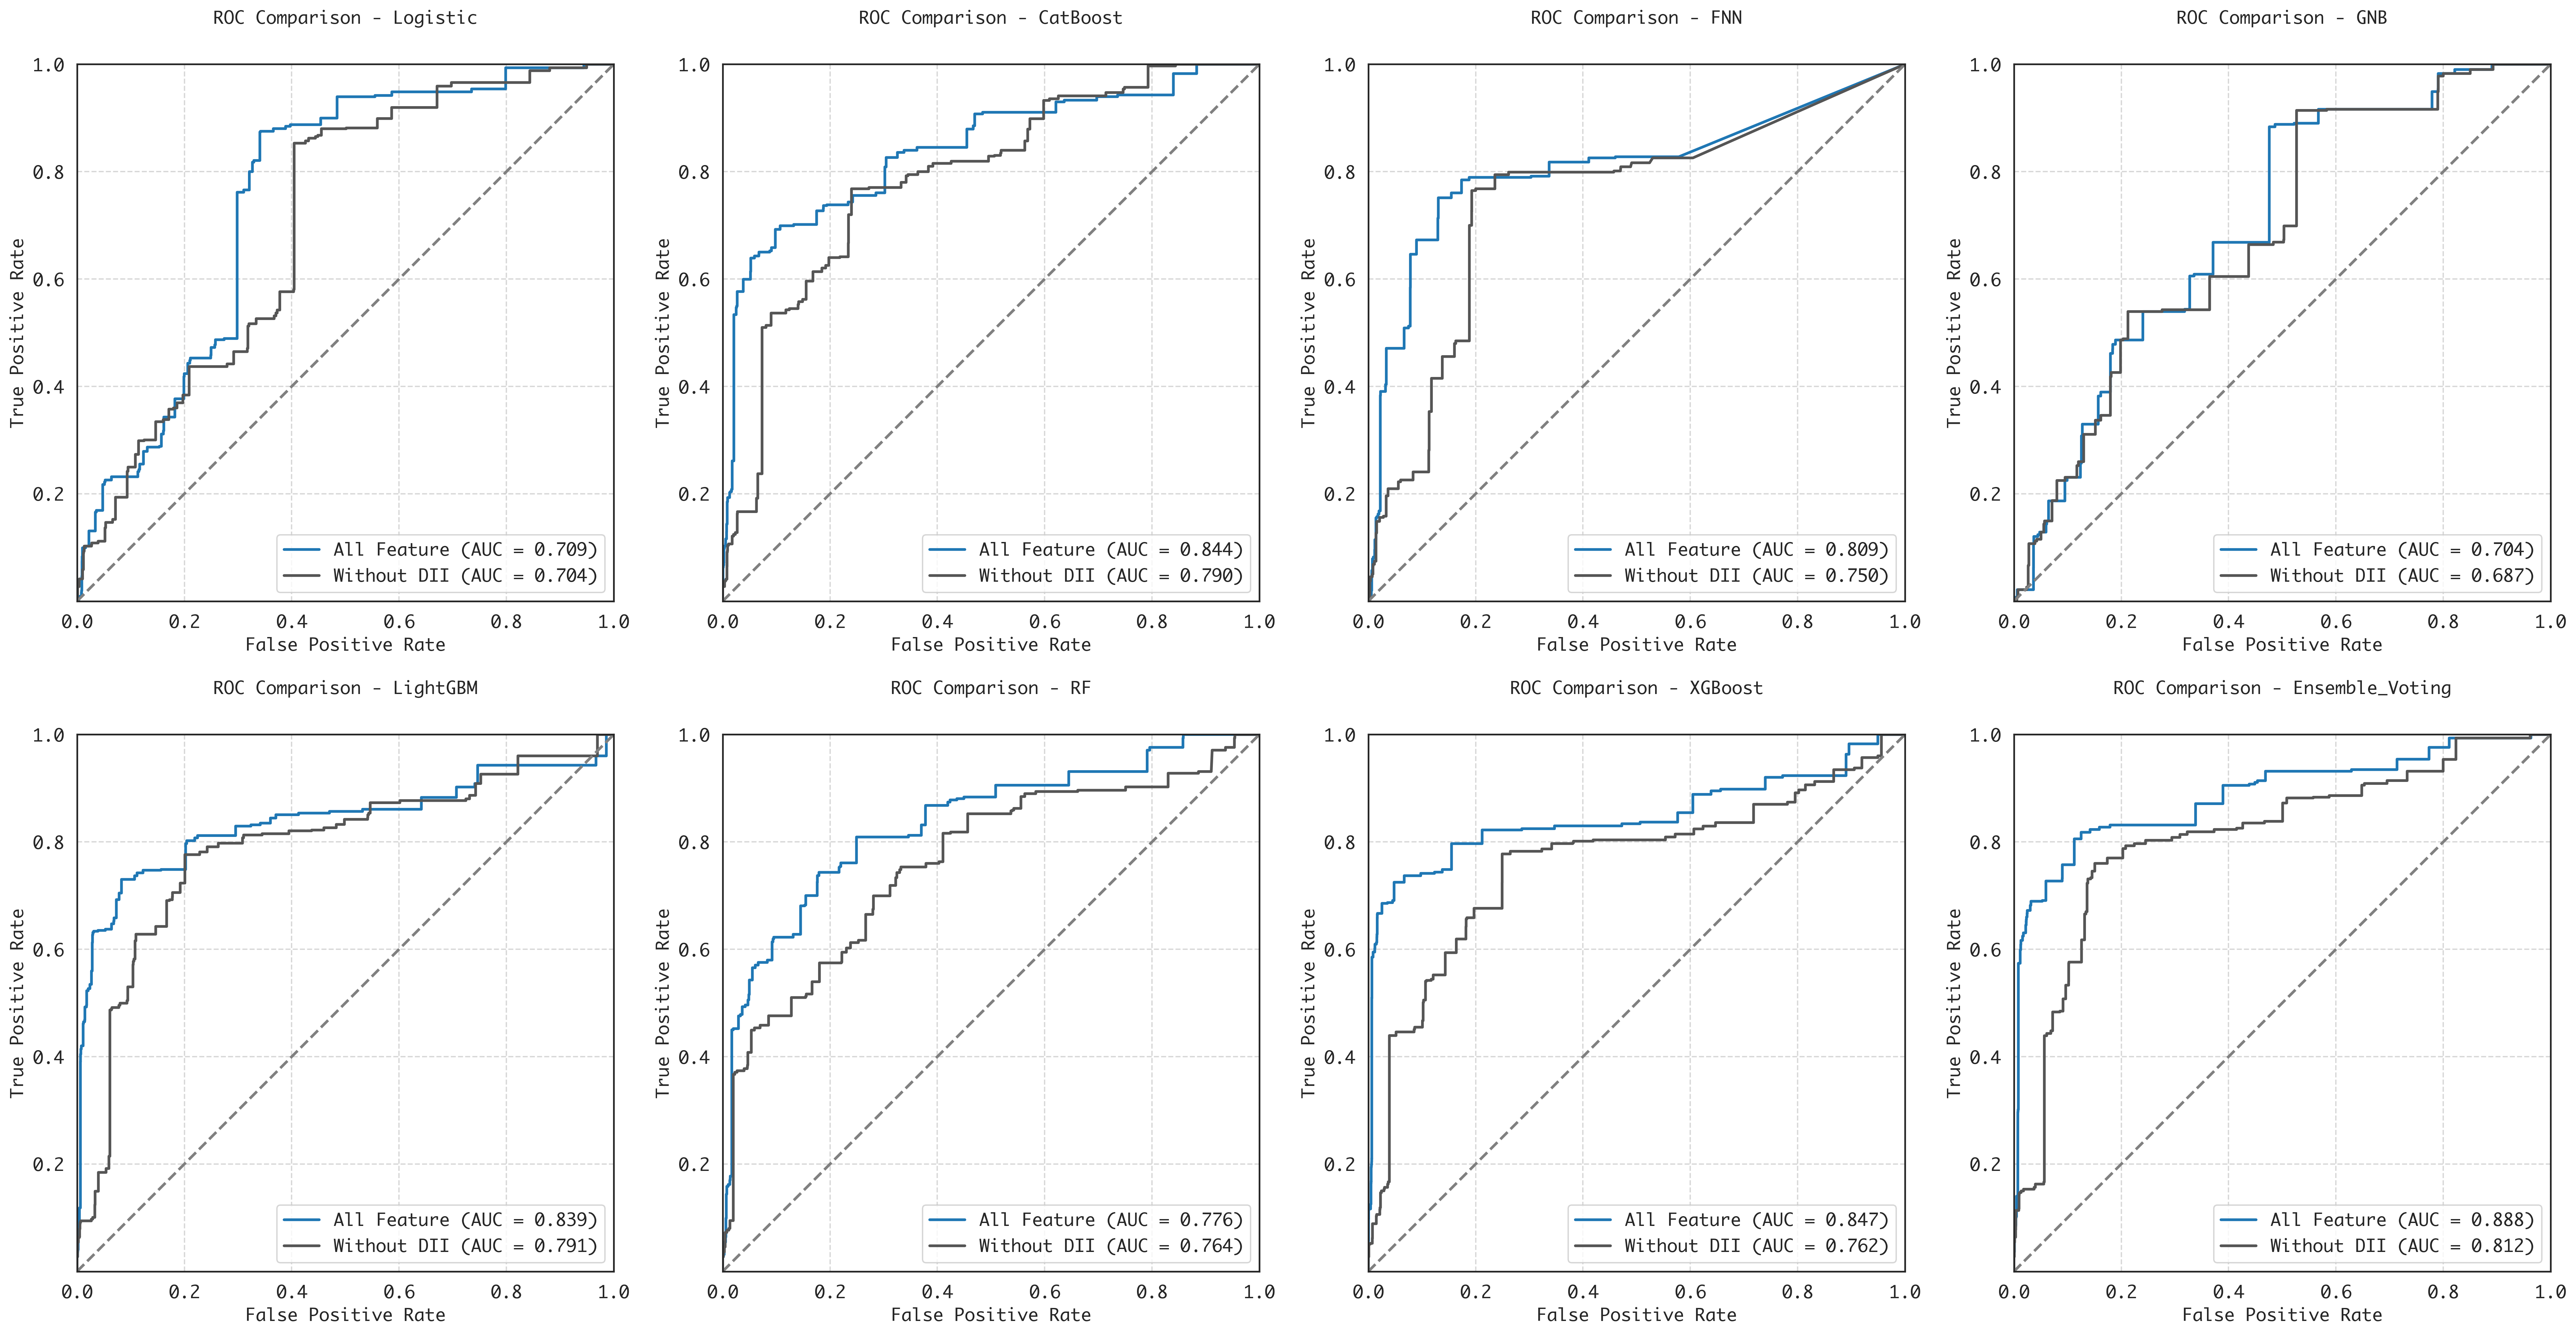 ROC Comparison - Logistic
True Positive Rate
1.0
0.8
0.6
0.4
0.2
All Feature (AUC = 0.709)
Without DII (AUC = 0.704)
0.0 0.2 0.4 0.6 0.8 1.0
False Positive Rate
ROC Comparison - CatBoost
True Positive Rate
1.0
0.8
0.6
0.4
0.2
All Feature (AUC = 0.844)
Without DII (AUC = 0.790)
0.0 0.2 0.4 0.6 0.8 1.0
False Positive Rate
ROC Comparison - FNN
True Positive Rate
1.0
0.8
0.6
0.4
0.2
All Feature (AUC = 0.809)
Without DII (AUC = 0.750)
0.0 0.2 0.4 0.6 0.8 1.0
False Positive Rate
ROC Comparison - GNB
True Positive Rate
1.0
0.8
0.6
0.4
0.2
All Feature (AUC = 0.704)
Without DII (AUC = 0.687)
0.0 0.2 0.4 0.6 0.8 1.0
False Positive Rate
ROC Comparison - LightGBM
True Positive Rate
1.0
0.8
0.6
0.4
0.2
All Feature (AUC = 0.839)
Without DII (AUC = 0.791)
0.0 0.2 0.4 0.6 0.8 1.0
False Positive Rate
ROC Comparison - RF
True Positive Rate
1.0
0.8
0.6
0.4
0.2
All Feature (AUC = 0.776)
Without DII (AUC = 0.764)
0.0 0.2 0.4 0.6 0.8 1.0
False Positive Rate
ROC Comparison - XGBoost
True Positive Rate
1.0
0.8
0.6
0.4
0.2
All Feature (AUC = 0.847)
Without DII (AUC = 0.762)
0.0 0.2 0.4 0.6 0.8 1.0
False Positive Rate
ROC Comparison - Ensemble_Voting
True Positive Rate
1.0
0.8
0.6
0.4
0.2
All Feature (AUC = 0.888)
Without DII (AUC = 0.812)
0.0 0.2 0.4 0.6 0.8 1.0
False Positive Rate